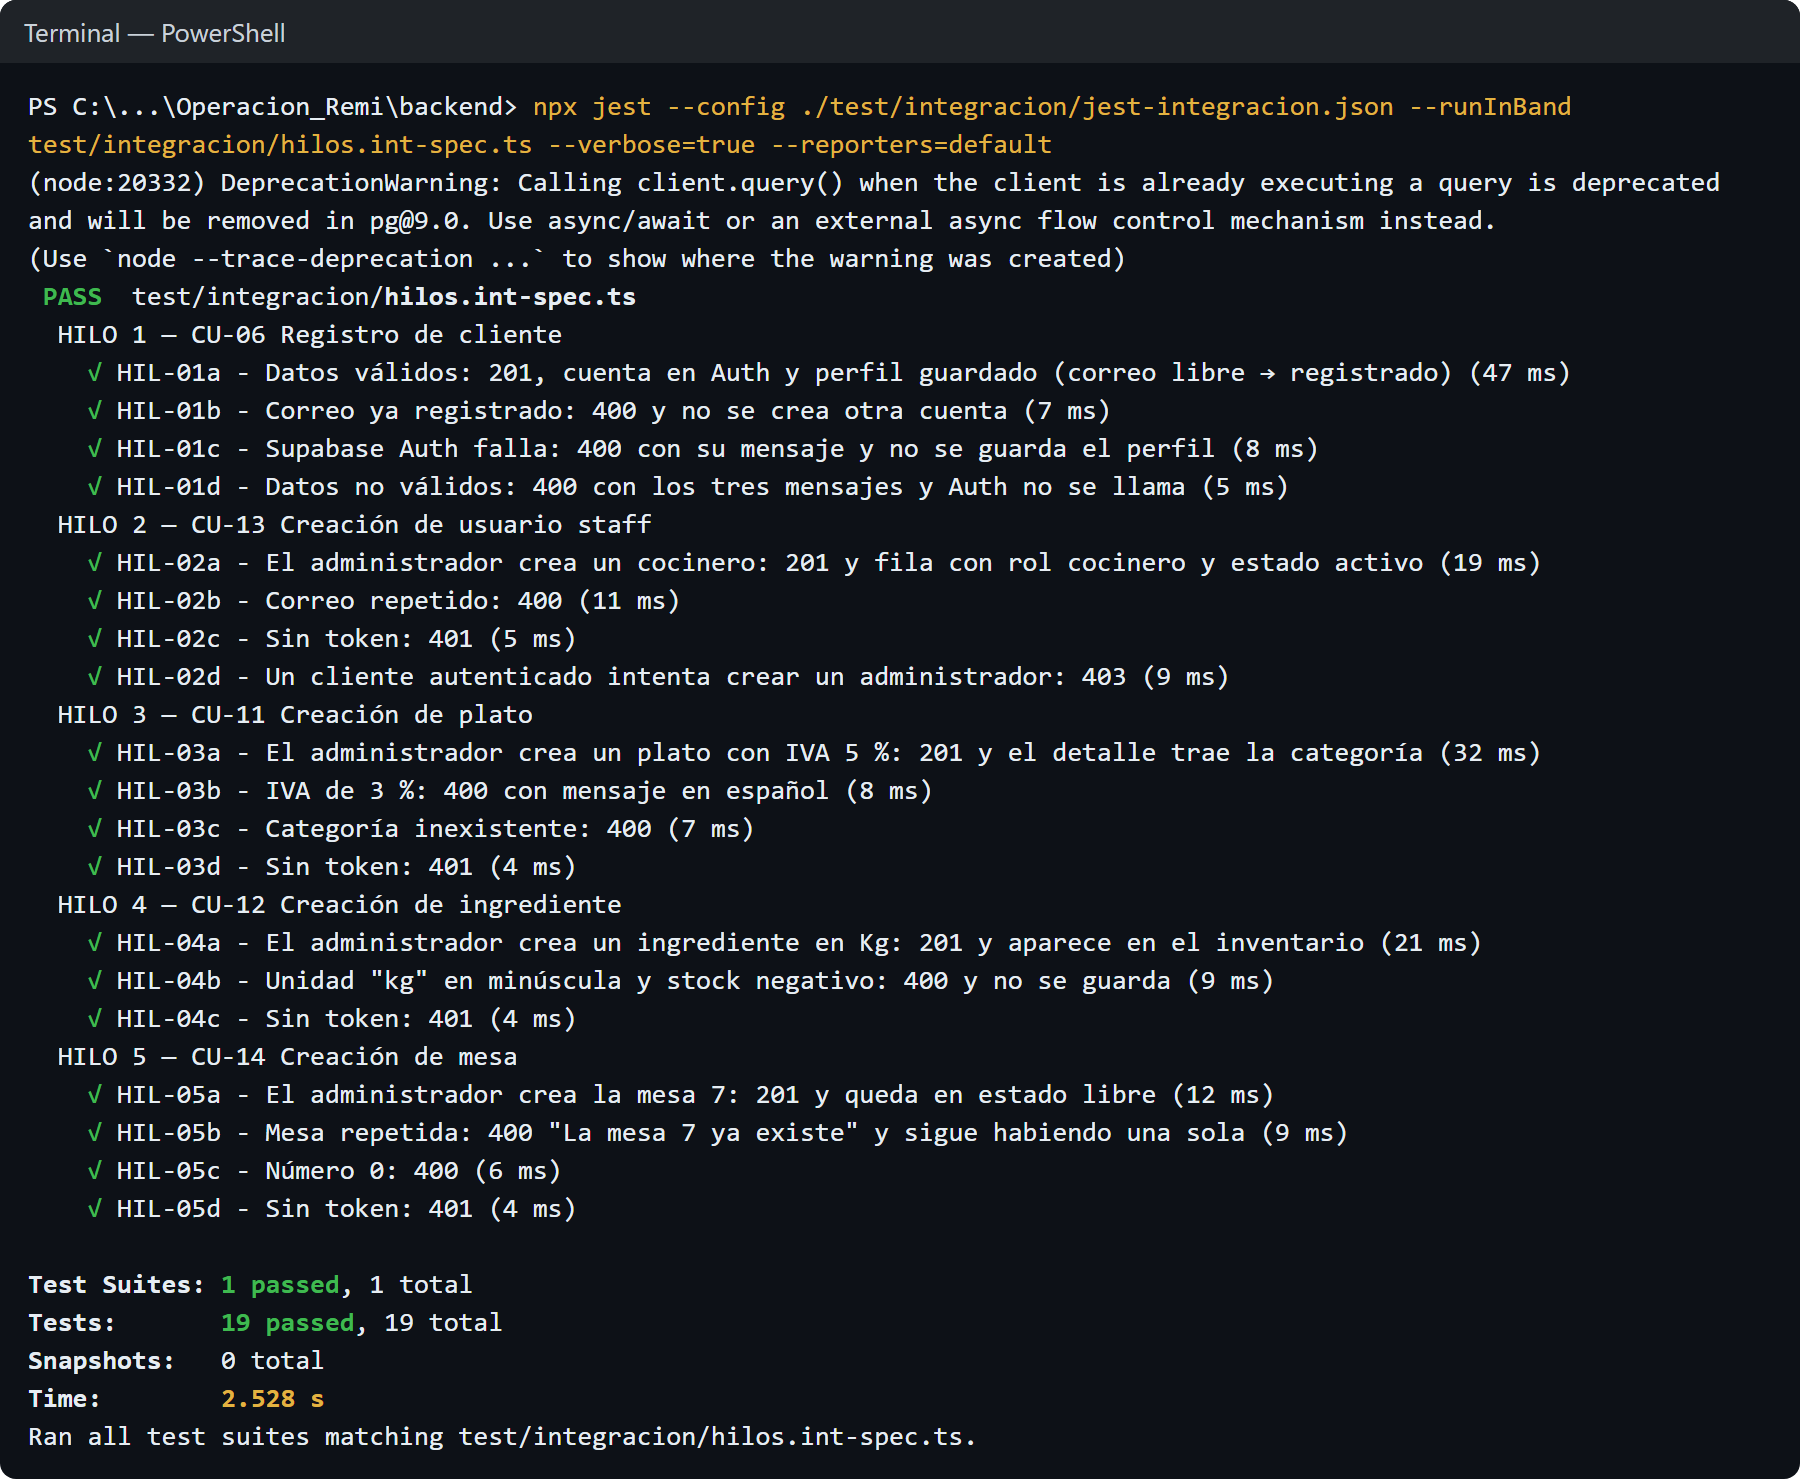 Terminal — PowerShell
PS C:\...\Operacion_Remi\backend> npx jest --config ./test/integracion/jest-integracion.json --runInBand
test/integracion/hilos.int-spec.ts --verbose=true --reporters=default
(node:20332) DeprecationWarning: Calling client.query() when the client is already executing a query is deprecated
and will be removed in pg@9.0. Use async/await or an external async flow control mechanism instead.
(Use `node --trace-deprecation ...` to show where the warning was created)
PASS  test/integracion/hilos.int-spec.ts
HILO 1 — CU-06 Registro de cliente
√ HIL-01a - Datos válidos: 201, cuenta en Auth y perfil guardado (correo libre → registrado) (47 ms)
√ HIL-01b - Correo ya registrado: 400 y no se crea otra cuenta (7 ms)
√ HIL-01c - Supabase Auth falla: 400 con su mensaje y no se guarda el perfil (8 ms)
√ HIL-01d - Datos no válidos: 400 con los tres mensajes y Auth no se llama (5 ms)
HILO 2 — CU-13 Creación de usuario staff
√ HIL-02a - El administrador crea un cocinero: 201 y fila con rol cocinero y estado activo (19 ms)
√ HIL-02b - Correo repetido: 400 (11 ms)
√ HIL-02c - Sin token: 401 (5 ms)
√ HIL-02d - Un cliente autenticado intenta crear un administrador: 403 (9 ms)
HILO 3 — CU-11 Creación de plato
√ HIL-03a - El administrador crea un plato con IVA 5 %: 201 y el detalle trae la categoría (32 ms)
√ HIL-03b - IVA de 3 %: 400 con mensaje en español (8 ms)
√ HIL-03c - Categoría inexistente: 400 (7 ms)
√ HIL-03d - Sin token: 401 (4 ms)
HILO 4 — CU-12 Creación de ingrediente
√ HIL-04a - El administrador crea un ingrediente en Kg: 201 y aparece en el inventario (21 ms)
√ HIL-04b - Unidad "kg" en minúscula y stock negativo: 400 y no se guarda (9 ms)
√ HIL-04c - Sin token: 401 (4 ms)
HILO 5 — CU-14 Creación de mesa
√ HIL-05a - El administrador crea la mesa 7: 201 y queda en estado libre (12 ms)
√ HIL-05b - Mesa repetida: 400 "La mesa 7 ya existe" y sigue habiendo una sola (9 ms)
√ HIL-05c - Número 0: 400 (6 ms)
√ HIL-05d - Sin token: 401 (4 ms)
Test Suites: 1 passed, 1 total
Tests:       19 passed, 19 total
Snapshots:   0 total
Time:        2.528 s
Ran all test suites matching test/integracion/hilos.int-spec.ts.